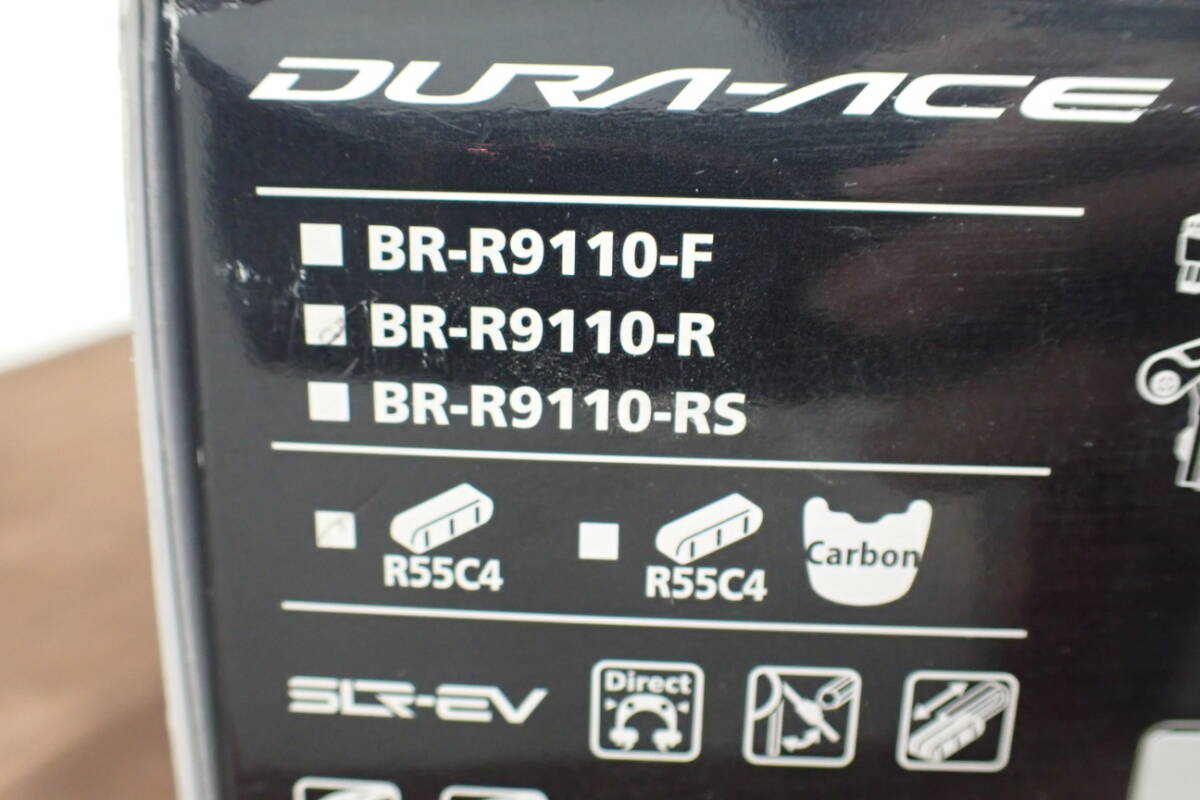 DURA-ACE
BR-R9110-F
BR-R9110-R
BR-R9110-RS
R55C4
R55C4
Carbon
SLR-EV
Direct